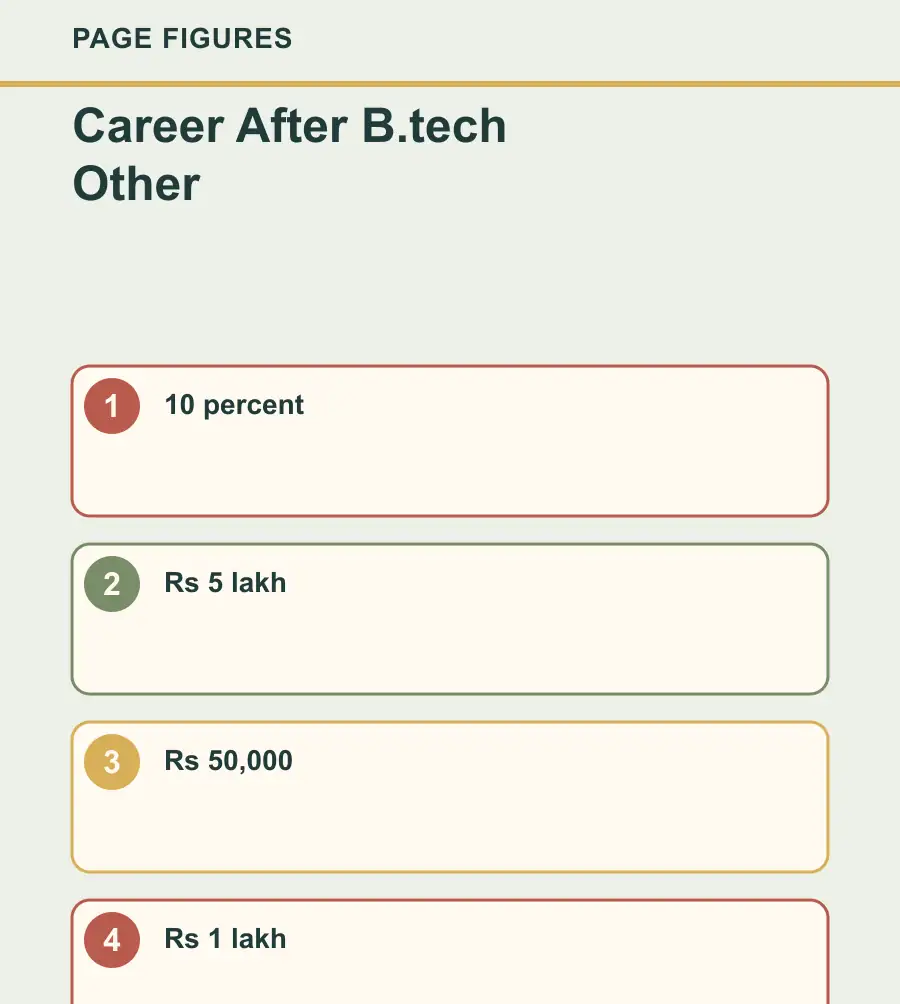 PAGE FIGURES
Career After B.tech
Other
1 10 percent
2 Rs 5 lakh
3 Rs 50,000
4 Rs 1 lakh